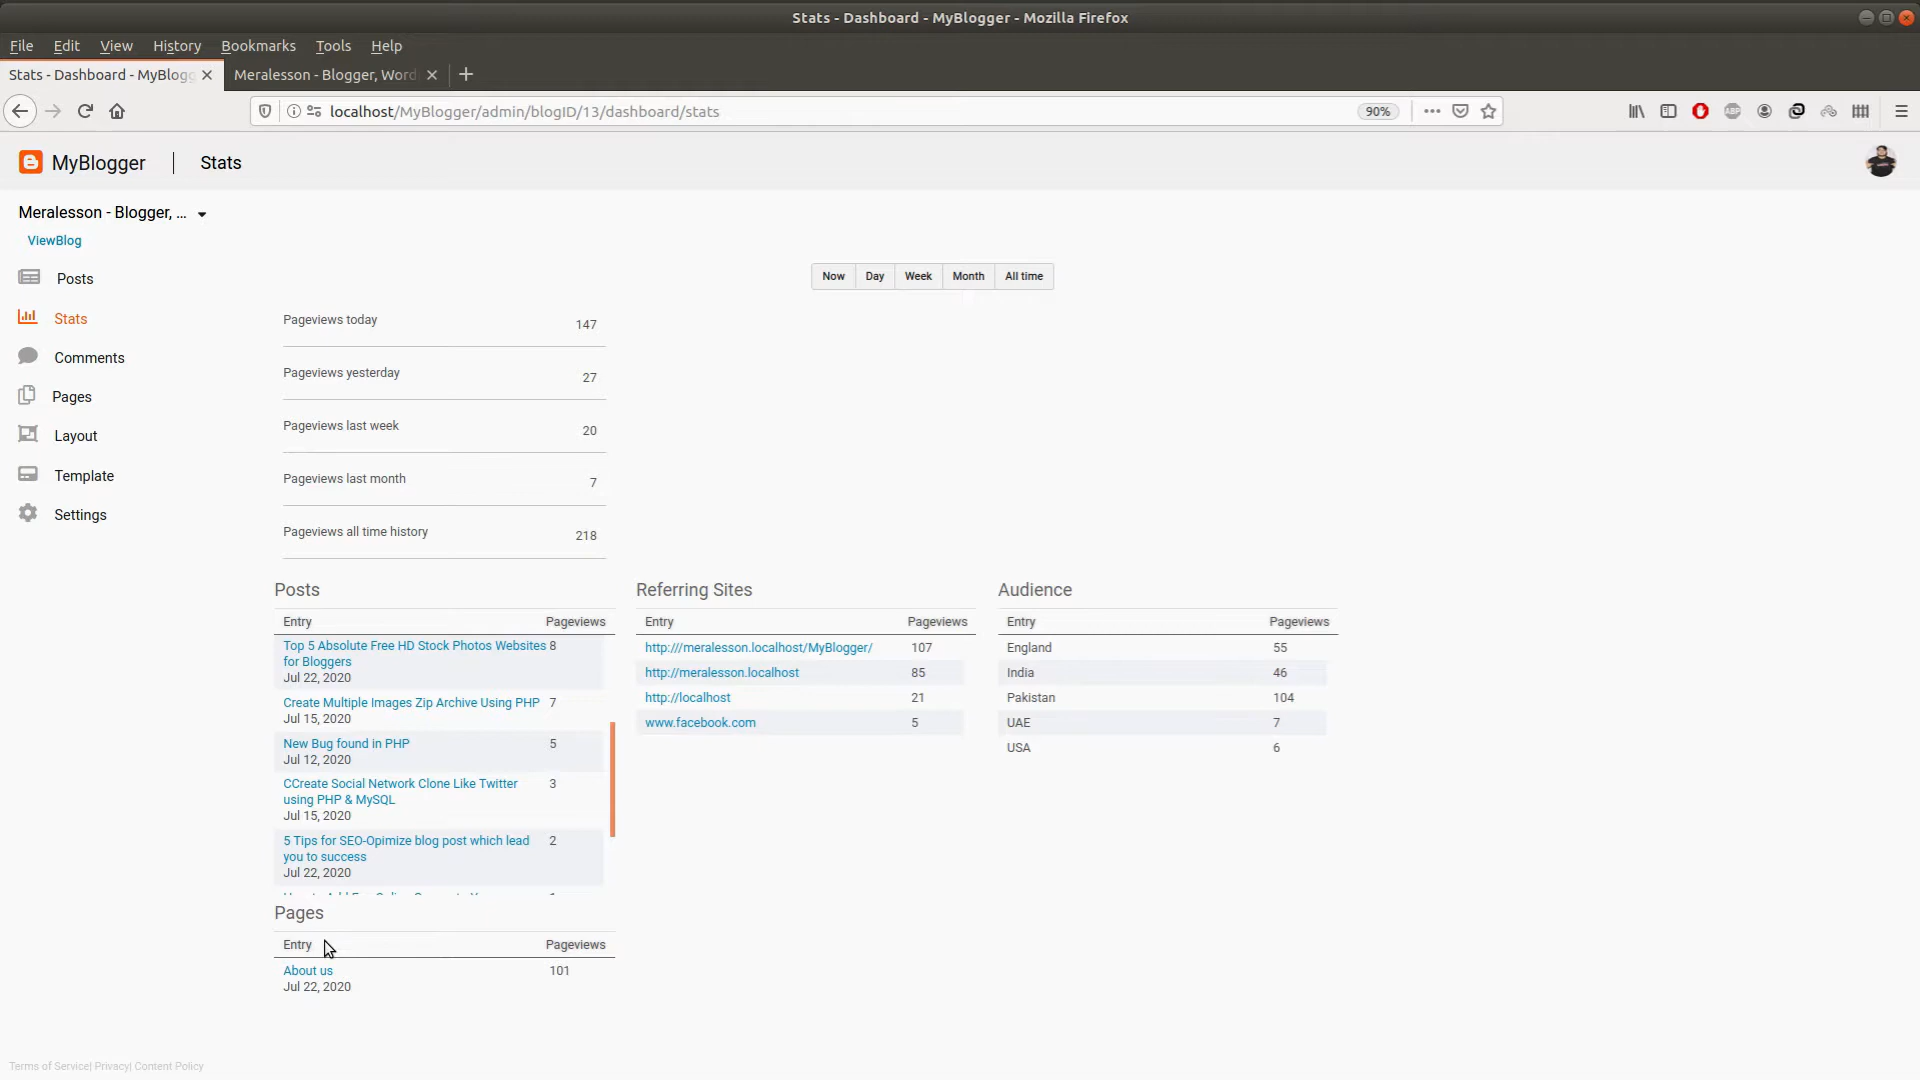 Stats - Dashboard - MyBlogger - Mozilla Firefox
File Edit View History Bookmarks Tools Help
Stats - Dashboard - MyBlogg
Meralesson - Blogger, Word
localhost/MyBlogger/admin/blogID/13/dashboard/stats
90%
MyBlogger
Stats
Meralesson - Blogger, ...
ViewBlog
Posts
Stats
Comments
Pages
Layout
Template
Settings
Now Day Week Month All time
Pageviews today 147
Pageviews yesterday 27
Pageviews last week 20
Pageviews last month 7
Pageviews all time history 218
Posts
Entry Pageviews
Top 5 Absolute Free HD Stock Photos Websites 8
for Bloggers
Jul 22, 2020
Create Multiple Images Zip Archive Using PHP 7
Jul 15, 2020
New Bug found in PHP 5
Jul 12, 2020
CCreate Social Network Clone Like Twitter 3
using PHP & MySQL
Jul 15, 2020
5 Tips for SEO-Opimize blog post which lead 2
you to success
Jul 22, 2020
Referring Sites
Entry Pageviews
http:///meralesson.localhost/MyBlogger/ 107
http://meralesson.localhost 85
http://localhost 21
www.facebook.com 5
Audience
Entry Pageviews
England 55
India 46
Pakistan 104
UAE 7
USA 6
Pages
Entry Pageviews
About us 101
Jul 22, 2020
Terms of Service| Privacy| Content Policy